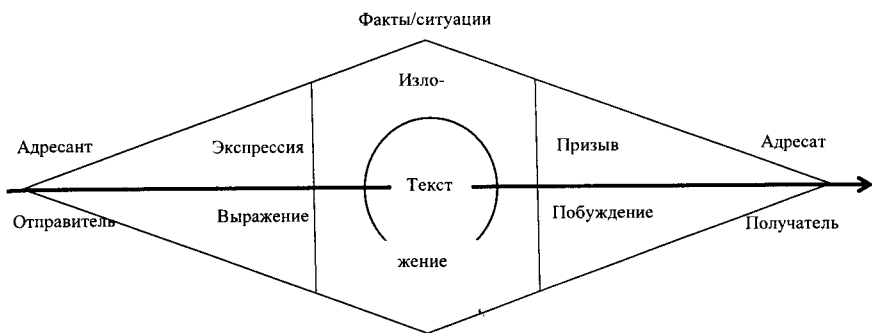 Факты/ситуации
Изло-
Адресант
Экспрессия
Призыв
Адресат
Текст
Отправитель
Выражение
Побуждение
Получатель
жение